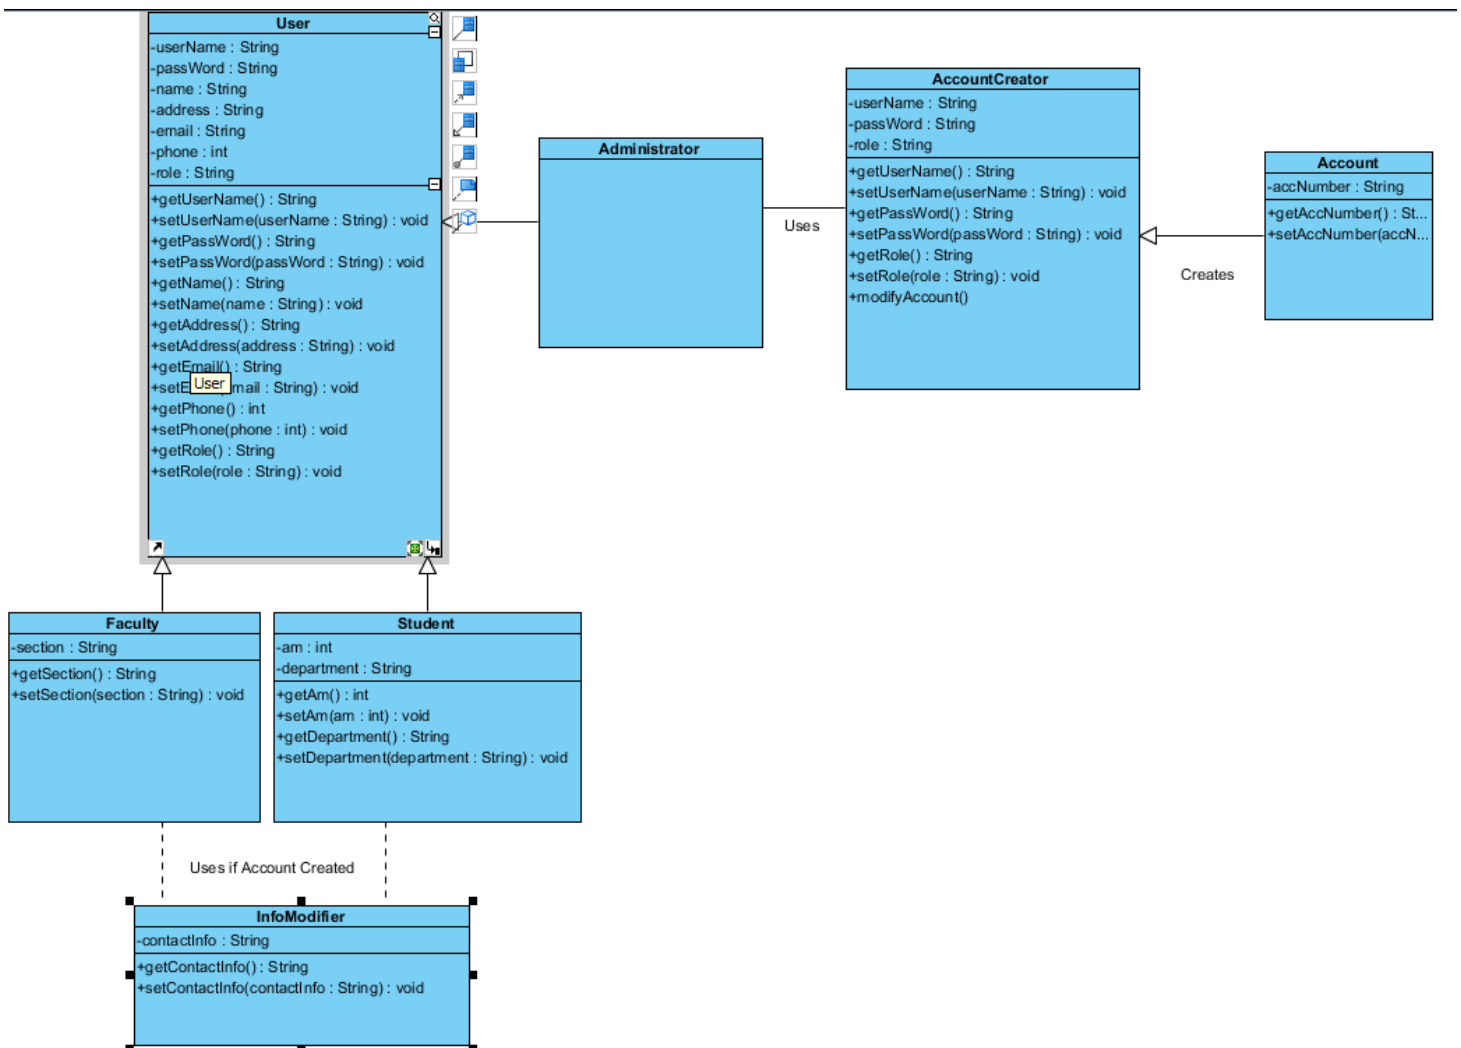 User
-userName : String
-passWord : String
-name : String
-address : String
-email : String
-phone : int
-role : String
+getUserName() : String
+setUserName(userName : String) : void
+getPassWord() : String
+setPassWord(passWord : String) : void
+getName() : String
+setName(name : String) : void
+getAddress() : String
+setAddress(address : String) : void
+getEmail() : String
+setE
User
mail : String) : void
+getPhone() : int
+setPhone(phone : int) : void
+getRole() : String
+setRole(role : String) : void
Administrator
Uses
AccountCreator
-userName : String
-passWord : String
-role : String
+getUserName() : String
+setUserName(userName : String) : void
+getPassWord() : String
+setPassWord(passWord : String) : void
+getRole() : String
+setRole(role : String) : void
+modifyAccount()
Creates
Account
-accNumber : String
+getAccNumber() : St...
+setAccNumber(accN...
Faculty
-section : String
+getSection() : String
+setSection(section : String) : void
Student
-am : int
-department : String
+getAm() : int
+setAm(am : int) : void
+getDepartment() : String
+setDepartment(department : String) : void
Uses if Account Created
InfoModifier
-contactInfo : String
+getContactInfo() : String
+setContactInfo(contactInfo : String) : void